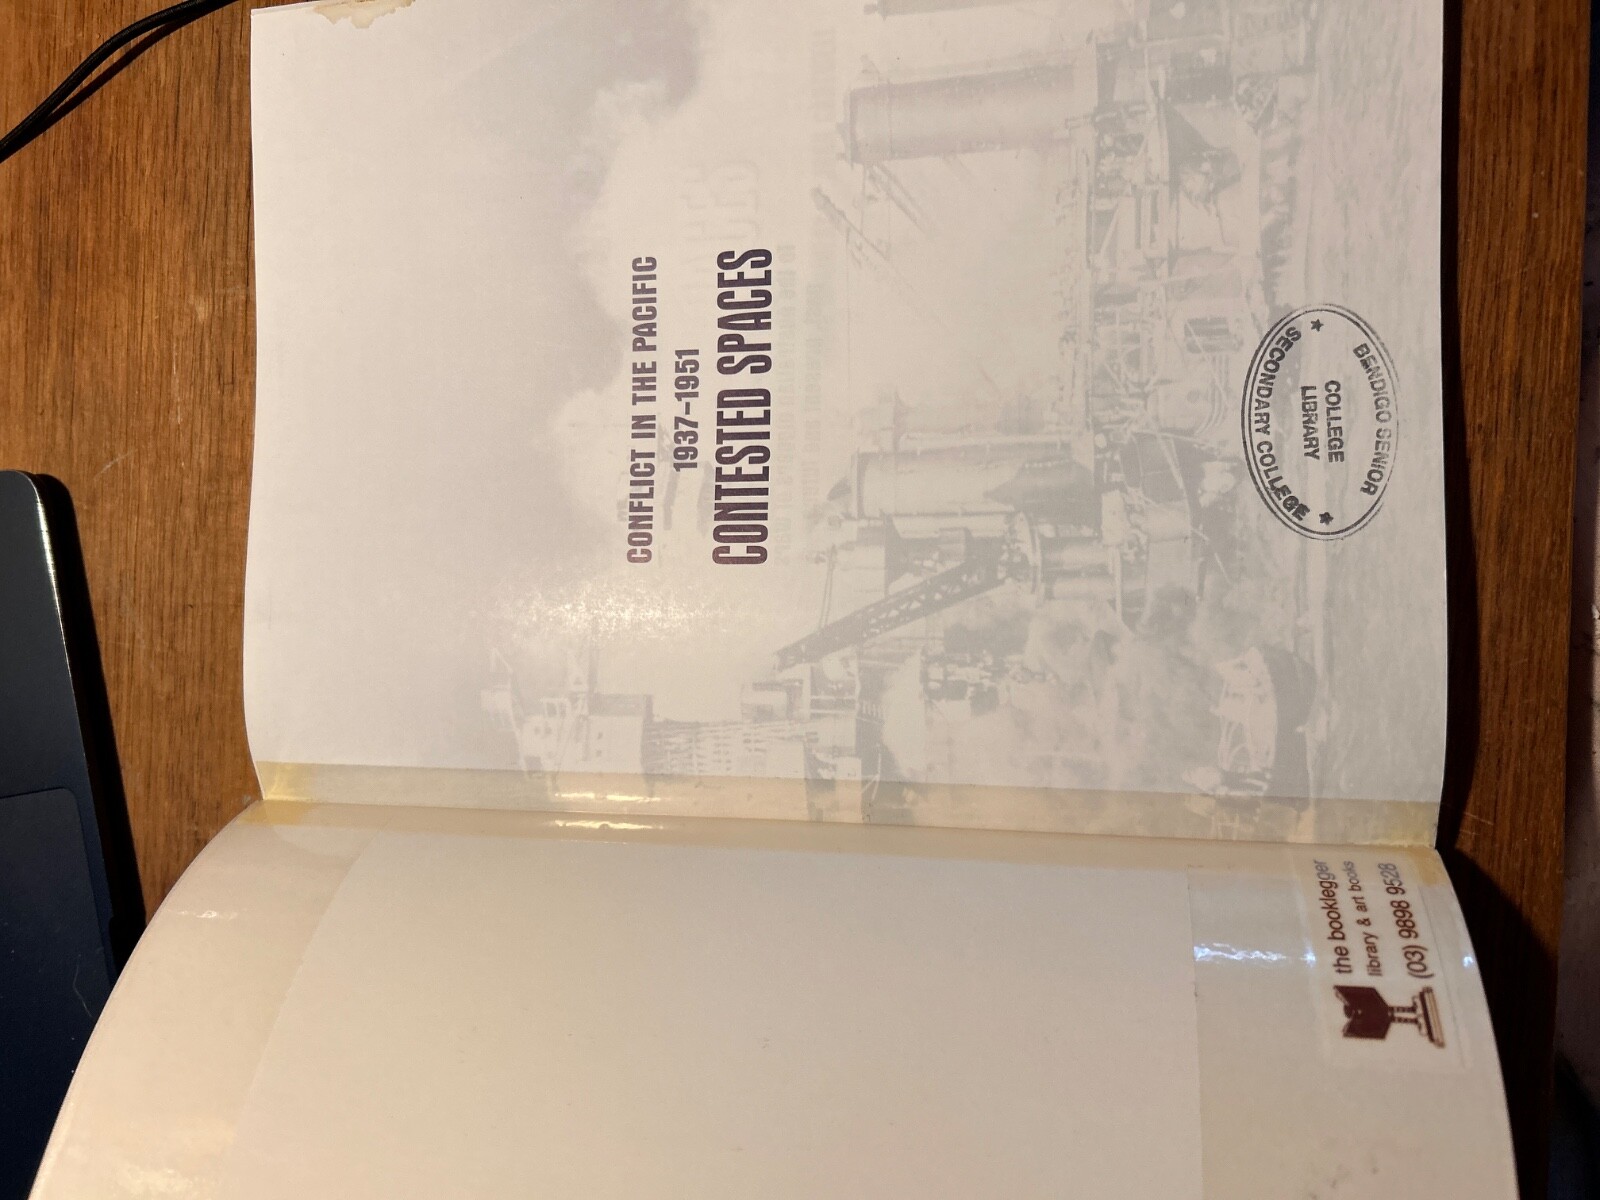 CONFLICT IN THE PACIFIC
1937–1951
CONTESTED SPACES
BENDIGO SENIOR
COLLEGE
LIBRARY
SECONDARY COLLEGE
the booklegger
library & art books
(03) 9898 9528